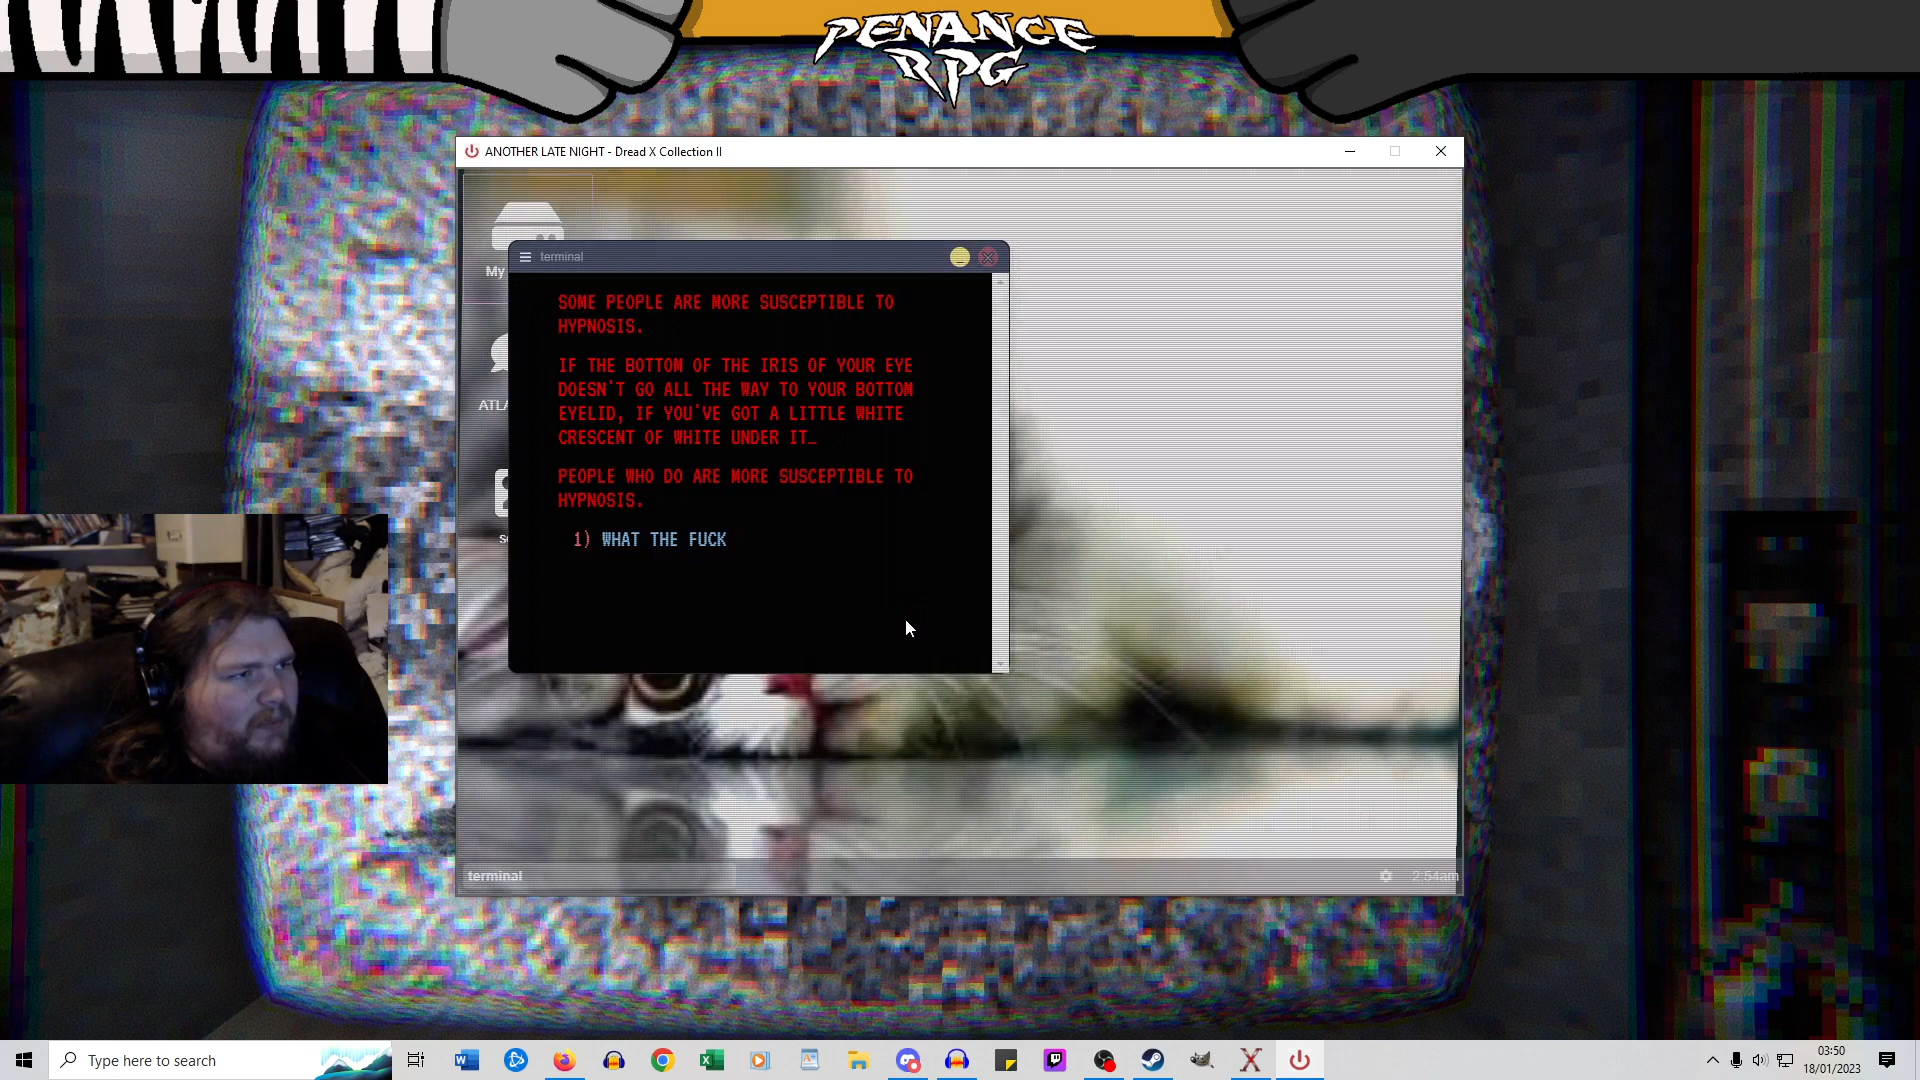 PENANCE
RPG
ANOTHER LATE NIGHT - Dread X Collection II
My
terminal
SOME PEOPLE ARE MORE SUSCEPTIBLE TO
HYPNOSIS.
IF THE BOTTOM OF THE IRIS OF YOUR EYE
DOESN'T GO ALL THE WAY TO YOUR BOTTOM
EYELID, IF YOU'VE GOT A LITTLE WHITE
CRESCENT OF WHITE UNDER IT…
PEOPLE WHO DO ARE MORE SUSCEPTIBLE TO
HYPNOSIS.
1) WHAT THE FUCK
ATLA
terminal
2:54am
Type here to search
03:50
18/01/2023